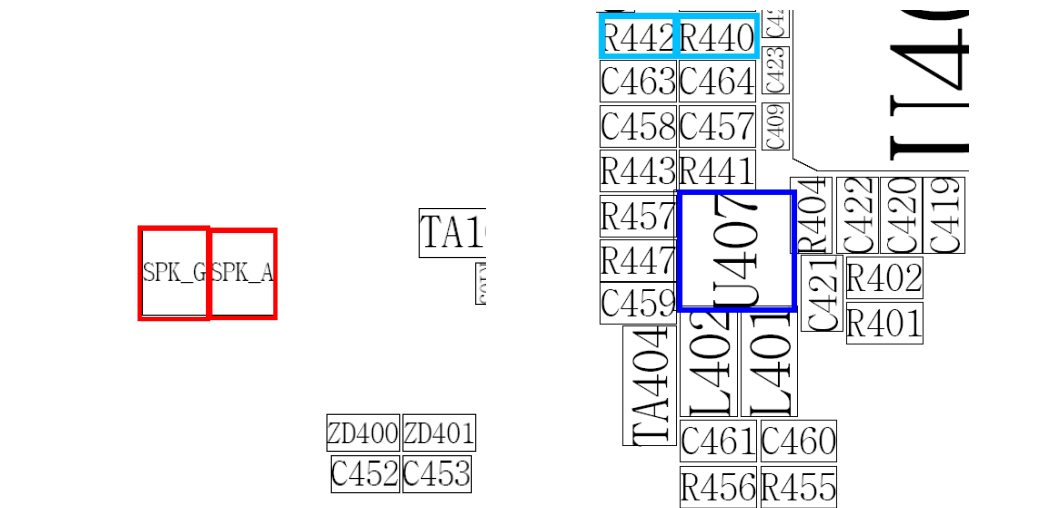 SPK_G SPK_A
ZD400 ZD401
C452 C453
R442 R440
C463 C464 C423
C458 C457 C409
R443 R441
R457 U407 R404 C422 C420 C419
R447 C421 R402
C459 R401
TA404 L402 L401
C461 C460
R456 R455